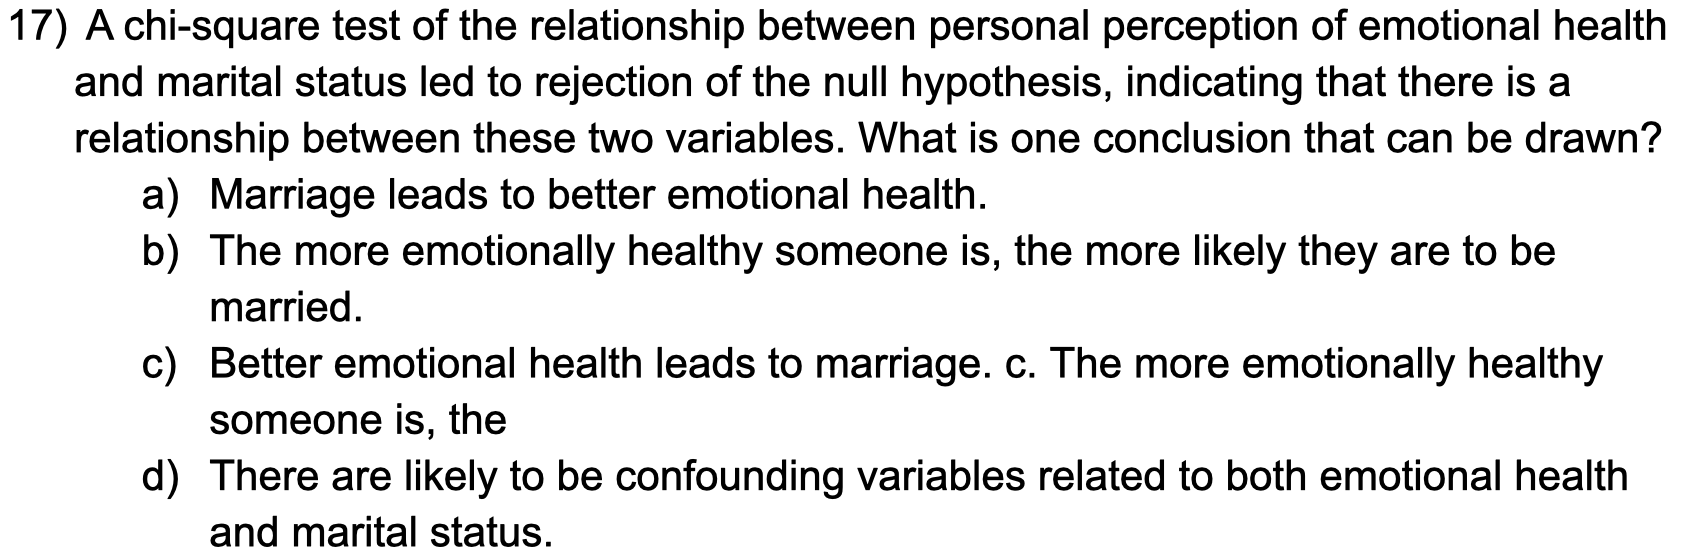 17) A chi-square test of the relationship between personal perception of emotional health
and marital status led to rejection of the null hypothesis, indicating that there is a
relationship between these two variables. What is one conclusion that can be drawn?
a) Marriage leads to better emotional health.
b) The more emotionally healthy someone is, the more likely they are to be
married.
c) Better emotional health leads to marriage. c. The more emotionally healthy
someone is, the
d) There are likely to be confounding variables related to both emotional health
and marital status.